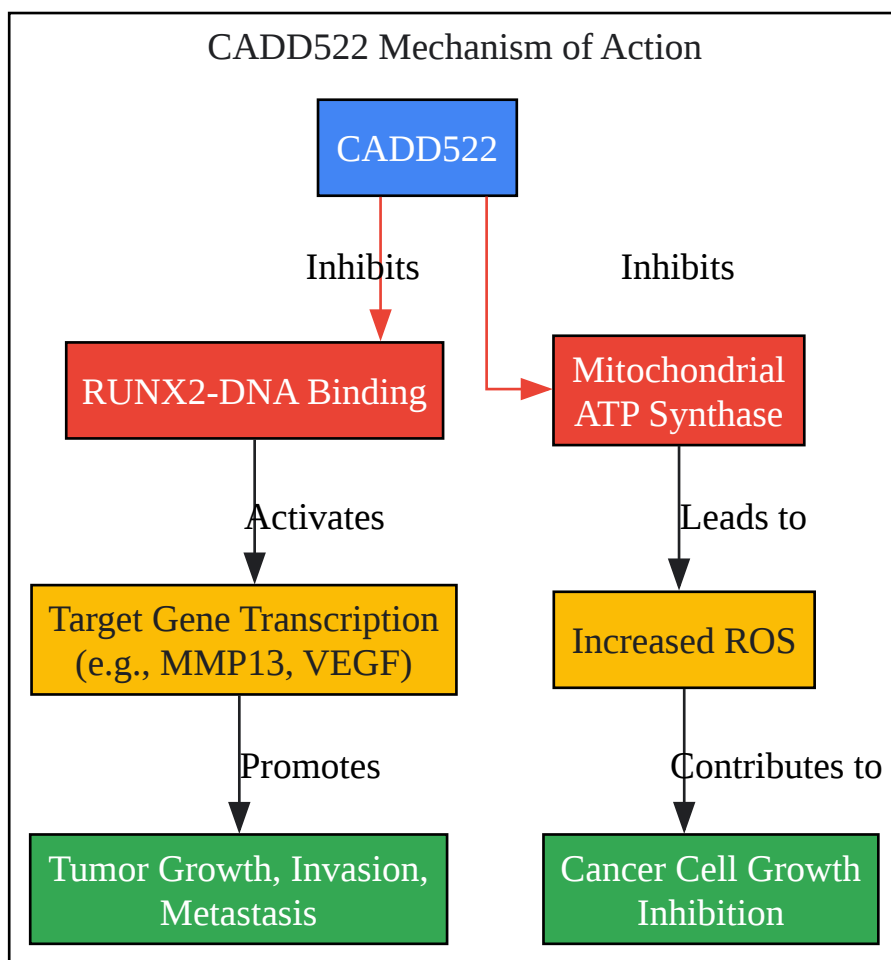 CADD522 Mechanism of Action
CADD522
Inhibits
Inhibits
RUNX2-DNA Binding
Mitochondrial
ATP Synthase
Activates
Leads to
Target Gene Transcription
(e.g., MMP13, VEGF)
Increased ROS
Promotes
Contributes to
Tumor Growth, Invasion,
Metastasis
Cancer Cell Growth
Inhibition